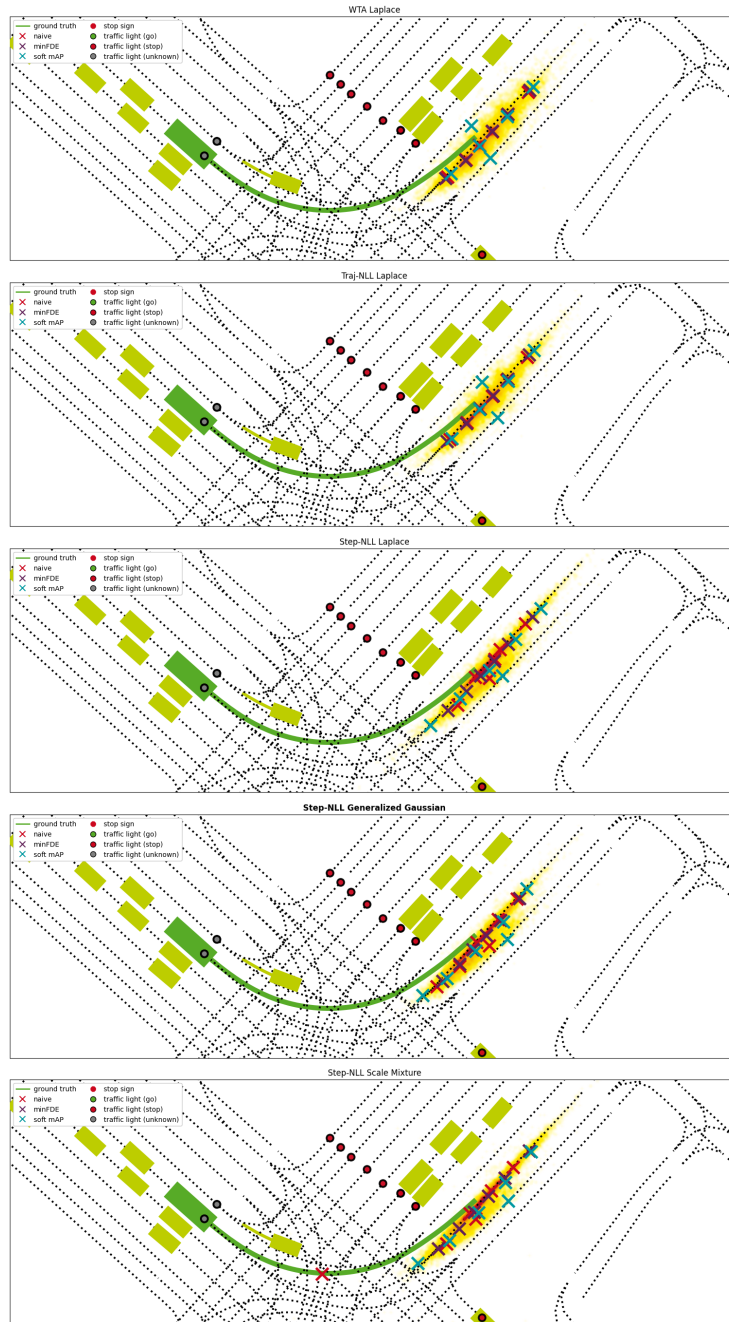 WTA Laplace
ground truth
naive
minFDE
soft mAP
stop sign
traffic light (go)
traffic light (stop)
traffic light (unknown)
Traj-NLL Laplace
ground truth
naive
minFDE
soft mAP
stop sign
traffic light (go)
traffic light (stop)
traffic light (unknown)
Step-NLL Laplace
ground truth
naive
minFDE
soft mAP
stop sign
traffic light (go)
traffic light (stop)
traffic light (unknown)
Step-NLL Generalized Gaussian
ground truth
naive
minFDE
soft mAP
stop sign
traffic light (go)
traffic light (stop)
traffic light (unknown)
Step-NLL Scale Mixture
ground truth
naive
minFDE
soft mAP
stop sign
traffic light (go)
traffic light (stop)
traffic light (unknown)